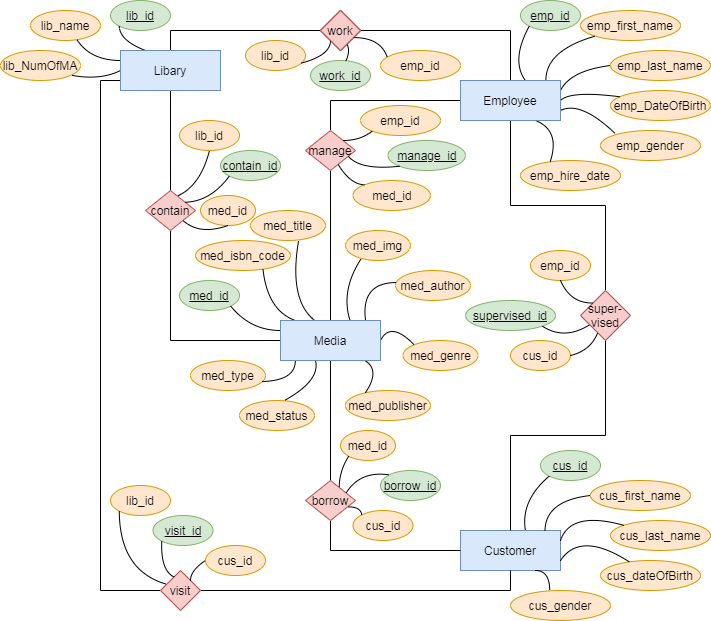 lib_id
lib_name
lib_NumOfMA
Libary
work
lib_id
work_id
emp_id
emp_id
emp_first_name
emp_last_name
emp_DateOfBirth
emp_gender
emp_hire_date
Employee
lib_id
contain_id
med_id
contain
manage
emp_id
manage_id
med_id
med_title
med_isbn_code
med_id
med_img
med_author
med_genre
med_publisher
med_type
med_status
Media
emp_id
supervised_id
cus_id
super-
vised
med_id
borrow_id
cus_id
borrow
cus_id
cus_first_name
cus_last_name
cus_dateOfBirth
cus_gender
Customer
lib_id
visit_id
cus_id
visit